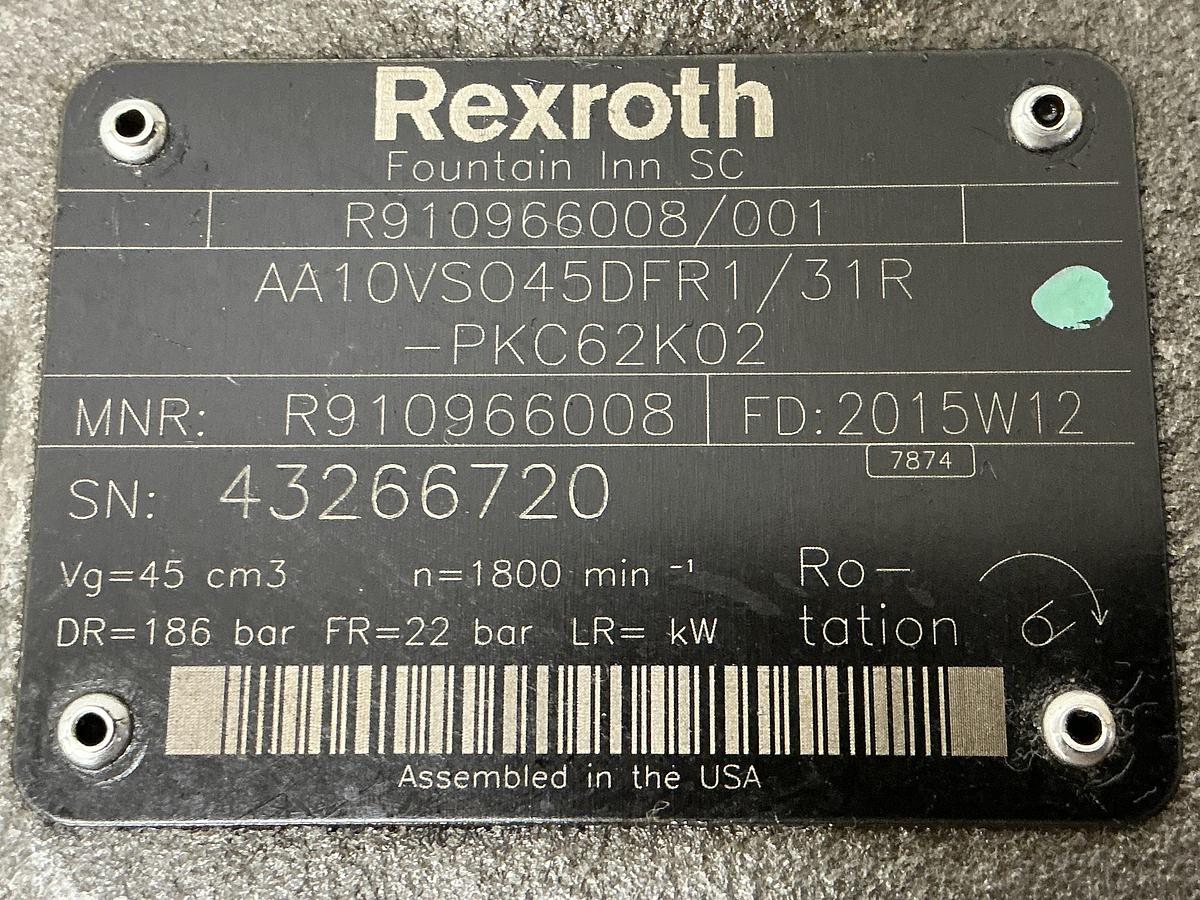 Rexroth
Fountain Inn SC
R910966008/001
AA10VSO45DFR1/31R
-PKC62K02
MNR: R910966008 FD:2015W12
7874
SN: 43266720
Vg=45 cm3 n=1800 min ⁻¹ Ro-
DR=186 bar FR=22 bar LR= kW tation
Assembled in the USA